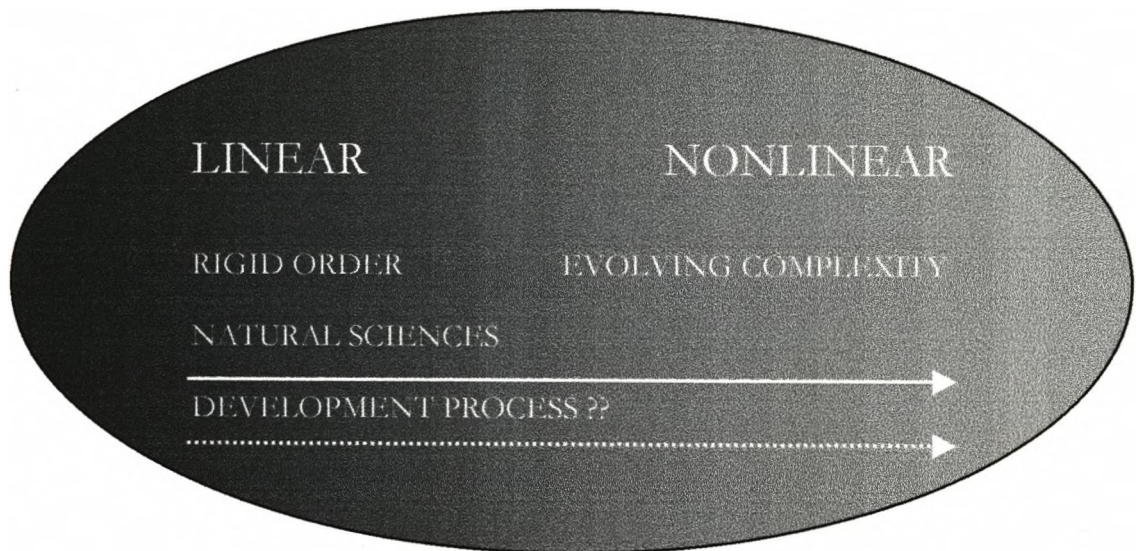 LINEAR NONLINEAR
RIGID ORDER EVOLVING COMPLEXITY
NATURAL SCIENCES
DEVELOPMENT PROCESS ??